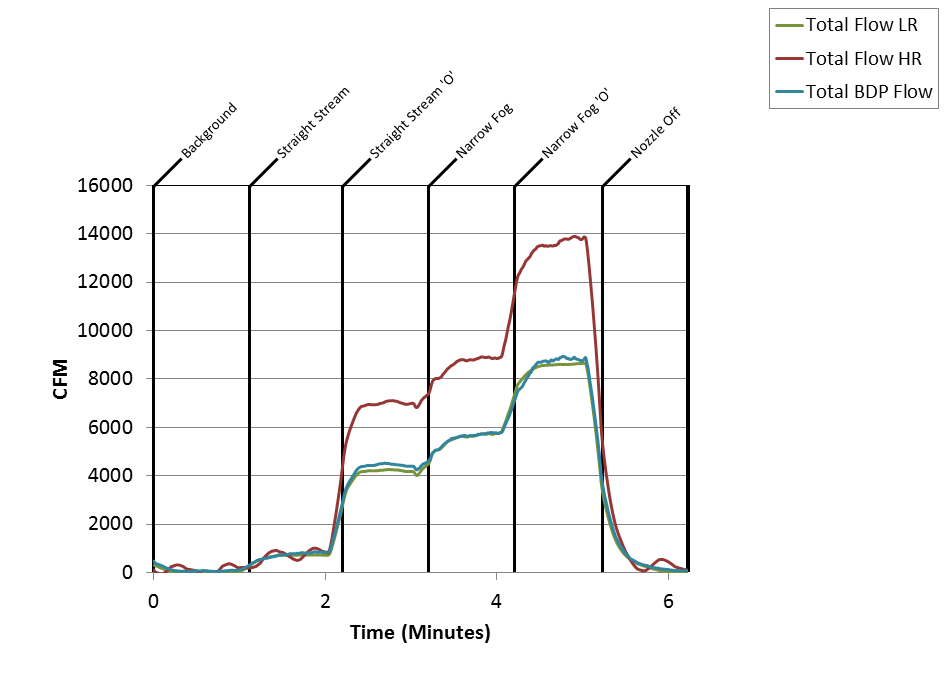 Total Flow LR
Total Flow HR
Total BDP Flow
Background
Straight Stream
Straight Stream 'O'
Narrow Fog
Narrow Fog 'O'
Nozzle Off
16000
14000
12000
10000
8000
6000
4000
2000
0
CFM
0 2 4 6
Time (Minutes)